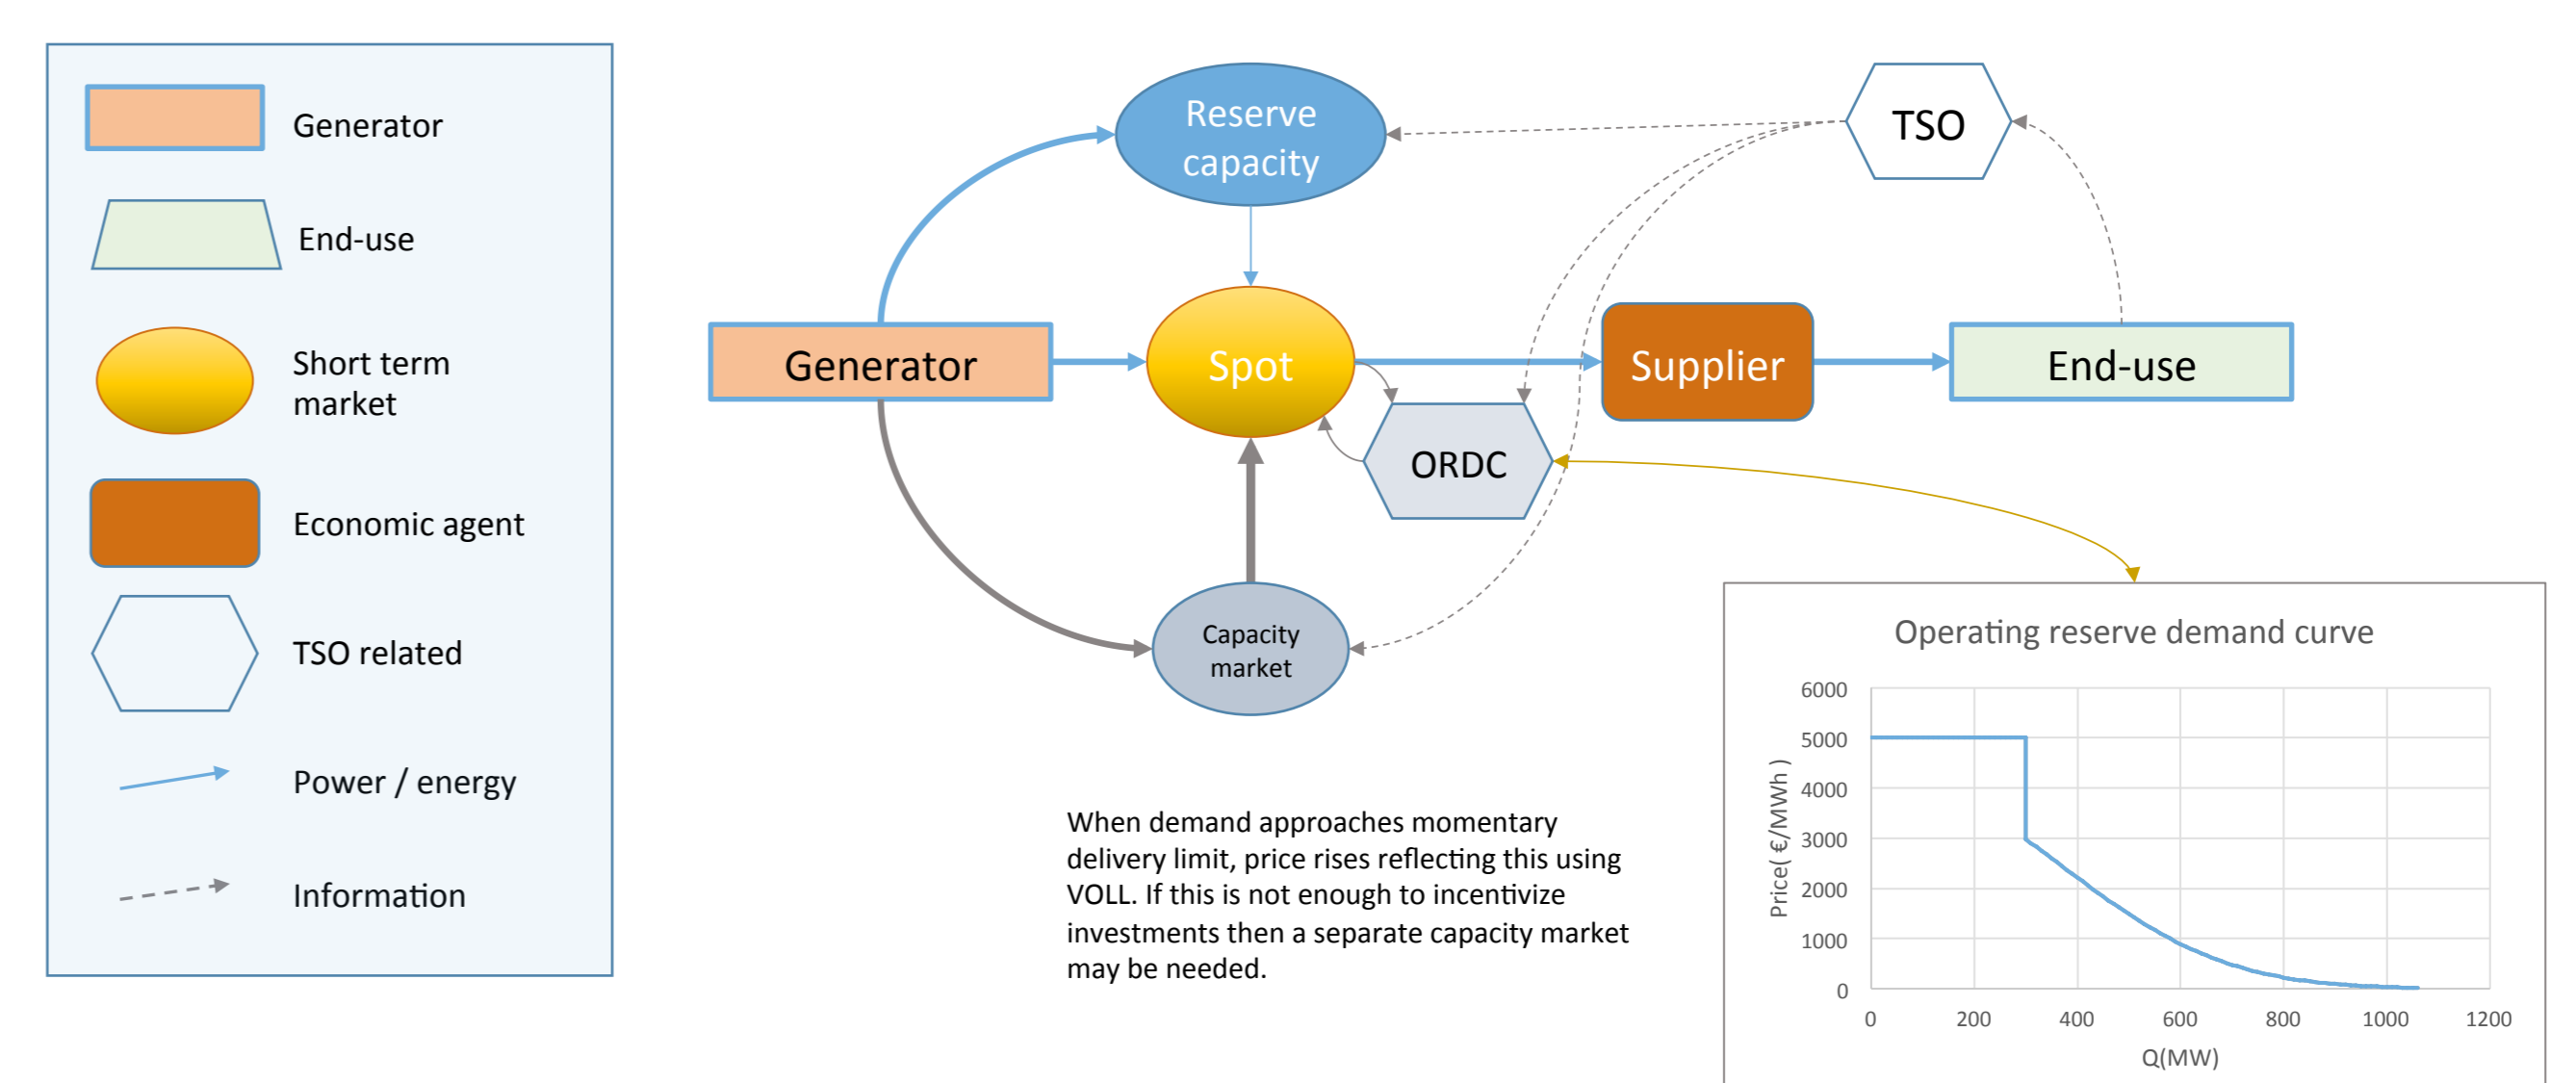 Generator
End-use
Short term
market
Economic agent
TSO related
Power / energy
Information
Reserve
capacity
TSO
Generator
Spot
Supplier
End-use
ORDC
Capacity
market
When demand approaches momentary
delivery limit, price rises reflecting this using
VOLL. If this is not enough to incentivize
investments then a separate capacity market
may be needed.
Operating reserve demand curve
Price( €/MWh )
6000
5000
4000
3000
2000
1000
0
0 200 400 600 800 1000 1200
Q(MW)